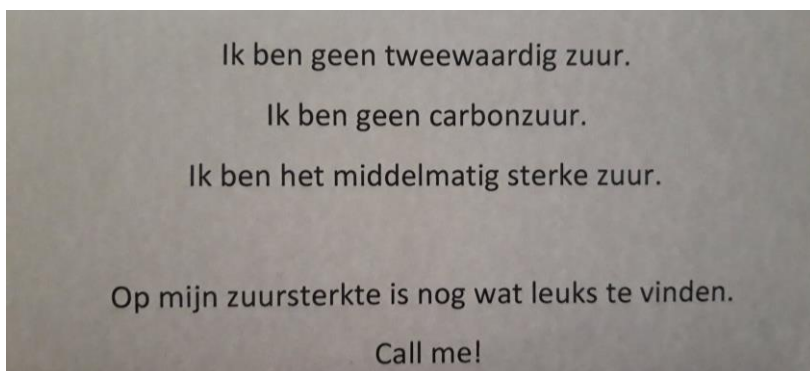 Ik ben geen tweewaardig zuur.
Ik ben geen carbonzuur.
Ik ben het middelmatig sterke zuur.
Op mijn zuursterkte is nog wat leuks te vinden.
Call me!